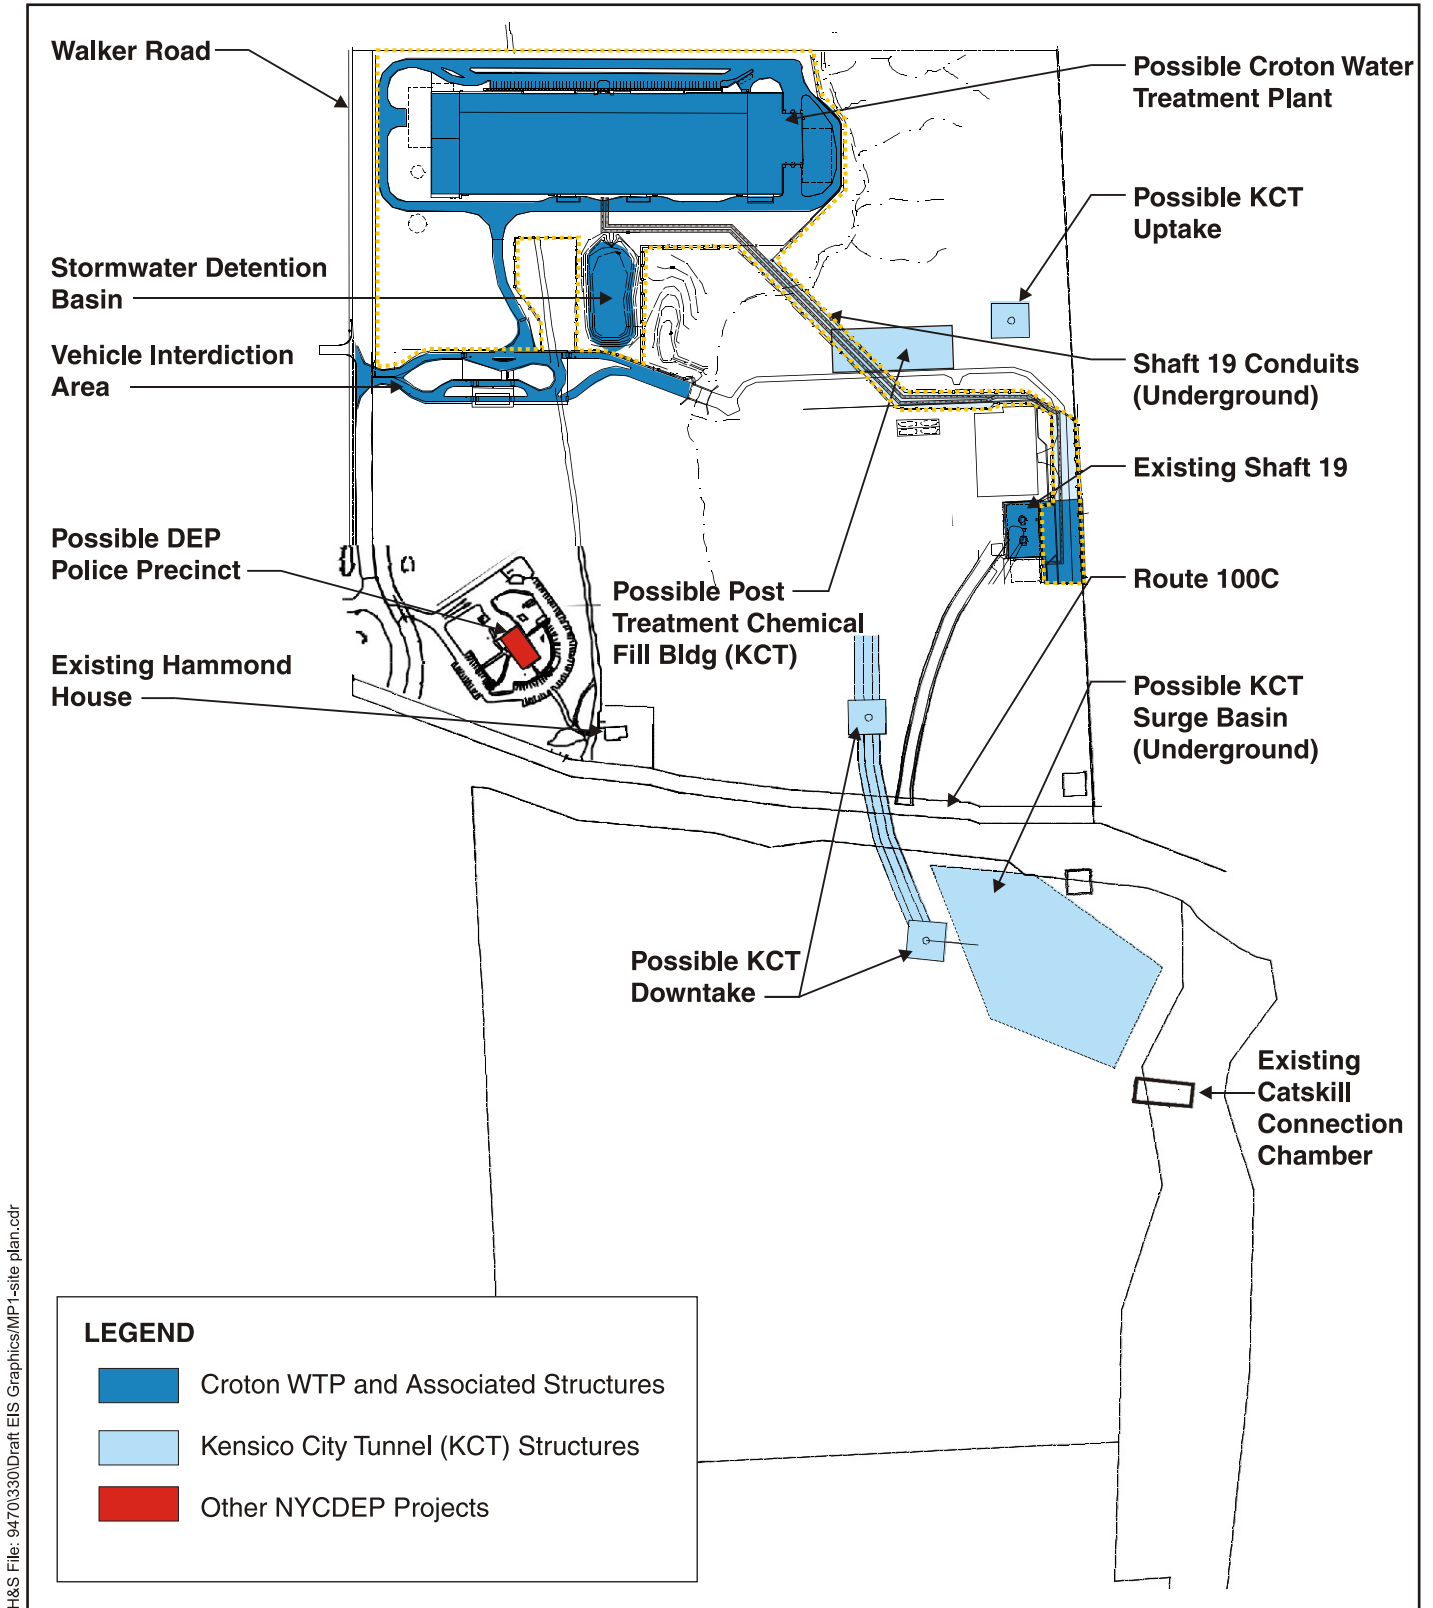 Walker Road
Possible Croton Water
Treatment Plant
Possible KCT
Uptake
Stormwater Detention
Basin
Vehicle Interdiction
Area
Shaft 19 Conduits
(Underground)
Existing Shaft 19
Possible DEP
Police Precinct
Possible Post
Treatment Chemical
Fill Bldg (KCT)
Route 100C
Existing Hammond
House
Possible KCT
Surge Basin
(Underground)
Possible KCT
Downtake
Existing
Catskill
Connection
Chamber
LEGEND
Croton WTP and Associated Structures
Kensico City Tunnel (KCT) Structures
Other NYCDEP Projects
H&S File: 9470\330\Draft EIS Graphics/MP1-site plan.cdr